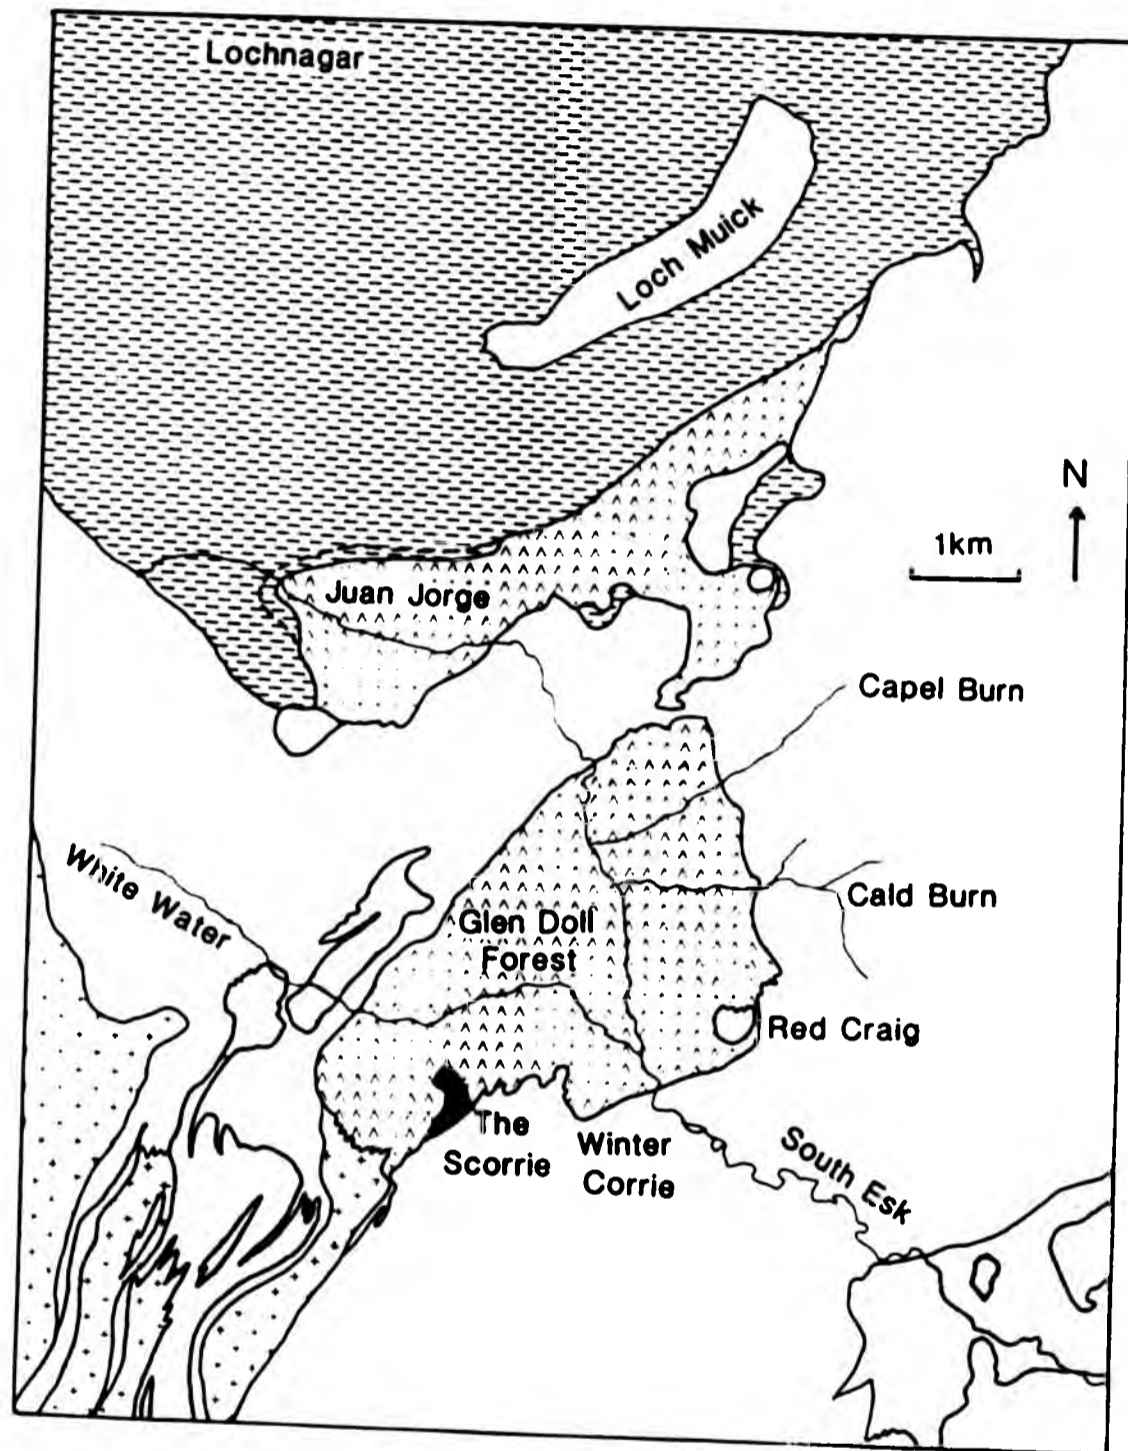 Lochnagar
Loch Muick
N
1km
Juan Jorge
Capel Burn
White Water
Glen Doll
Forest
Cald Burn
Red Craig
The
Scorrie
Winter
Corrie
South Esk